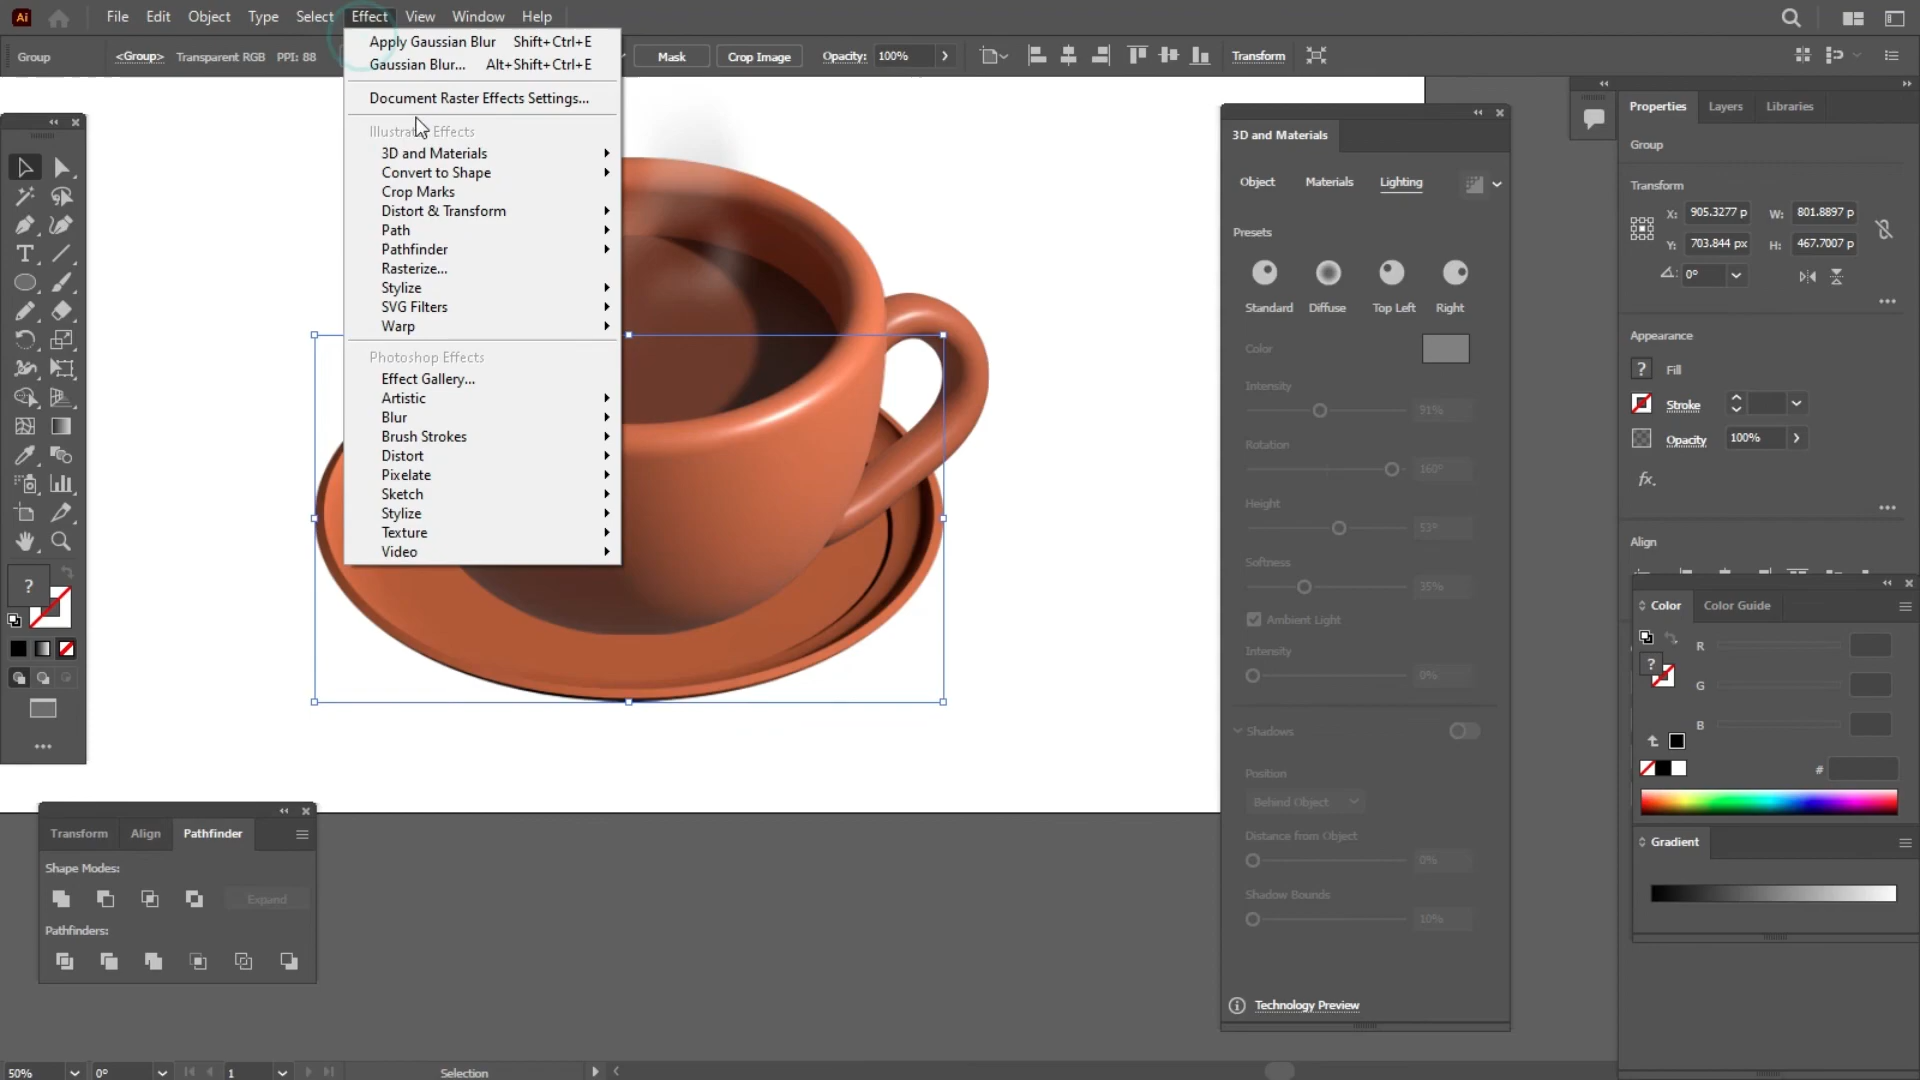 Ai File Edit Object Type Select Effect View Window Help
Group <Group> Transparent RGB PPI: 88 Mask Crop Image Opacity: 100% Transform
Apply Gaussian Blur Shift+Ctrl+E
Gaussian Blur... Alt+Shift+Ctrl+E
Document Raster Effects Settings...
Effects
3D and Materials
Convert to Shape
Crop Marks
Distort & Transform
Path
Pathfinder
Rasterize...
Stylize
SVG Filters
Warp
Photoshop Effects
Effect Gallery...
Artistic
Blur
Brush Strokes
Distort
Pixelate
Sketch
Stylize
Texture
Video
3D and Materials
Object Materials Lighting
Presets
Standard Diffuse Top Left Right
Color
Intensity
91%
Rotation
160°
Height
53°
Softness
35%
Ambient Light
Intensity
0%
Shadows
Position
Behind Object
Distance from Object
0%
Shadow Bounds
10%
Technology Preview
Properties Layers Libraries
Group
Transform
X: 905.3277 p W: 801.8897 p
Y: 703.844 px H: 467.7007 p
0°
Appearance
? Fill
Stroke
Opacity 100%
fx.
Align
Color Color Guide
R
? G
B
#
Gradient
?
Transform Align Pathfinder
Shape Modes:
Expand
Pathfinders:
50% 0° 1 Selection